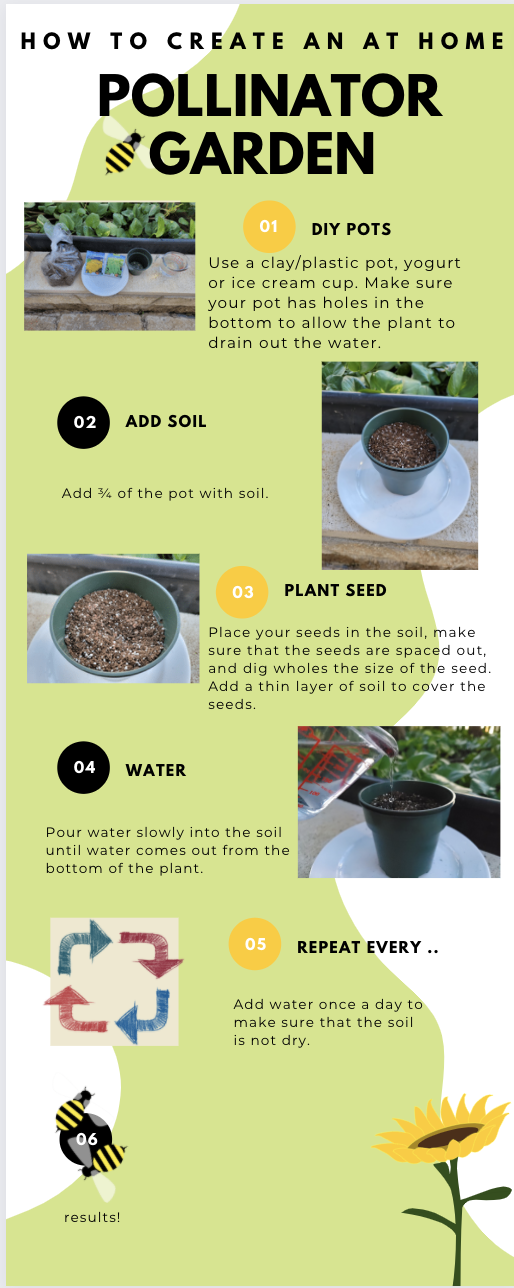 HOW TO CREATE AN AT HOME
POLLINATOR
GARDEN
01
DIY POTS
Use a clay/plastic pot, yogurt
or ice cream cup. Make sure
your pot has holes in the
bottom to allow the plant to
drain out the water.
02
ADD SOIL
Add ¾ of the pot with soil.
03
PLANT SEED
Place your seeds in the soil, make
sure that the seeds are spaced out,
and dig wholes the size of the seed.
Add a thin layer of soil to cover the
seeds.
04
WATER
Pour water slowly into the soil
until water comes out from the
bottom of the plant.
05
REPEAT EVERY ..
Add water once a day to
make sure that the soil
is not dry.
06
results!